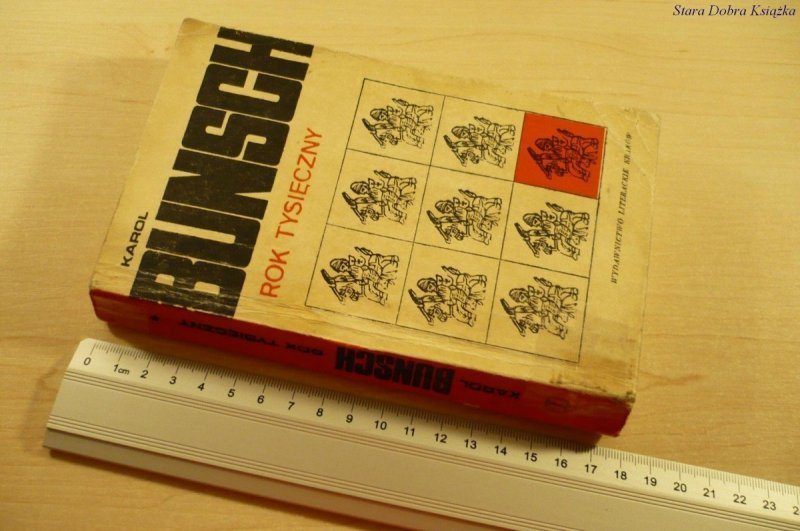 Stara Dobra Książka
KAROL
BUNSCH
ROK TYSIĘCZNY
WYDAWNICTWO LITERACKIE KRAKÓW
KAROL BUNSCH ROK TYSIĘCZNY *
0 1cm 2 3 4 5 6 7 8 9 10 11 12 13 14 15 16 17 18 19 20 21 22 23